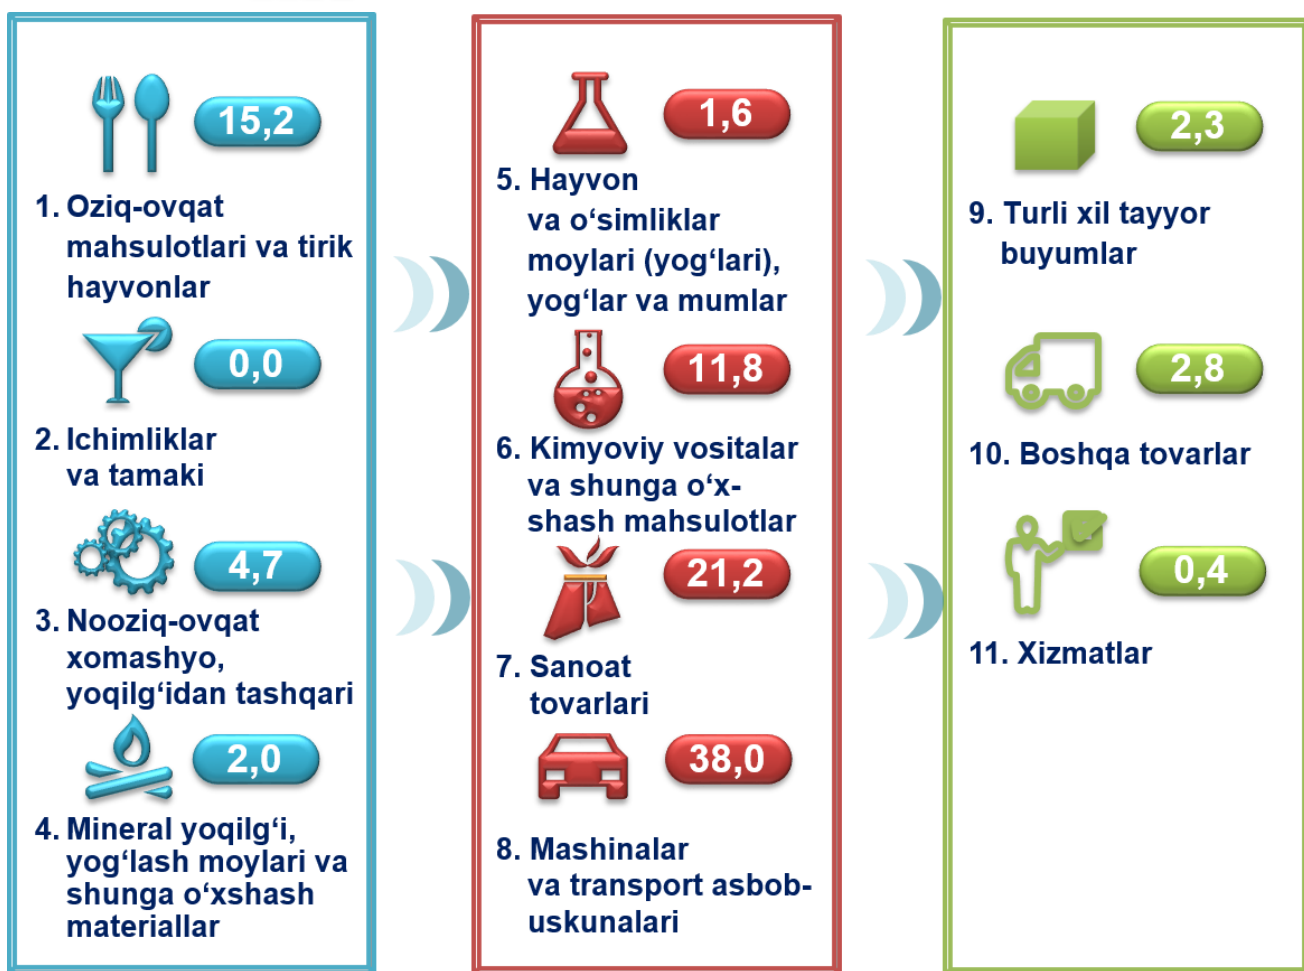 15,2
1. Oziq-ovqat
mahsulotlari va tirik
hayvonlar
0,0
2. Ichimliklar
va tamaki
4,7
3. Nooziq-ovqat
xomashyo,
yoqilg‘idan tashqari
2,0
4. Mineral yoqilg‘i,
yog‘lash moylari va
shunga o‘xshash
materiallar
1,6
5. Hayvon
va o‘simliklar
moylari (yog‘lari),
yog‘lar va mumlar
11,8
6. Kimyoviy vositalar
va shunga o‘x-
shash mahsulotlar
21,2
7. Sanoat
tovarlari
38,0
8. Mashinalar
va transport asbob-
uskunalari
2,3
9. Turli xil tayyor
buyumlar
2,8
10. Boshqa tovarlar
0,4
11. Xizmatlar